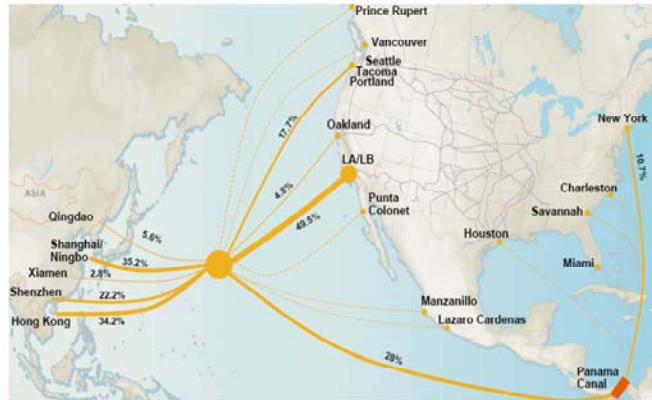 Prince Rupert
Vancouver
Seattle
Tacoma
Portland
17.7%
Oakland
4.8%
LA/LB
49.5%
Punta
Colonet
New York
10.7%
Charleston
Savannah
Houston
Miami
ASIA
Qingdao
5.6%
Shanghai/
Ningbo
35.2%
Xiamen
2.8%
Shenzhen
22.2%
Hong Kong
34.2%
Manzanillo
Lazaro Cardenas
28%
Panama
Canal